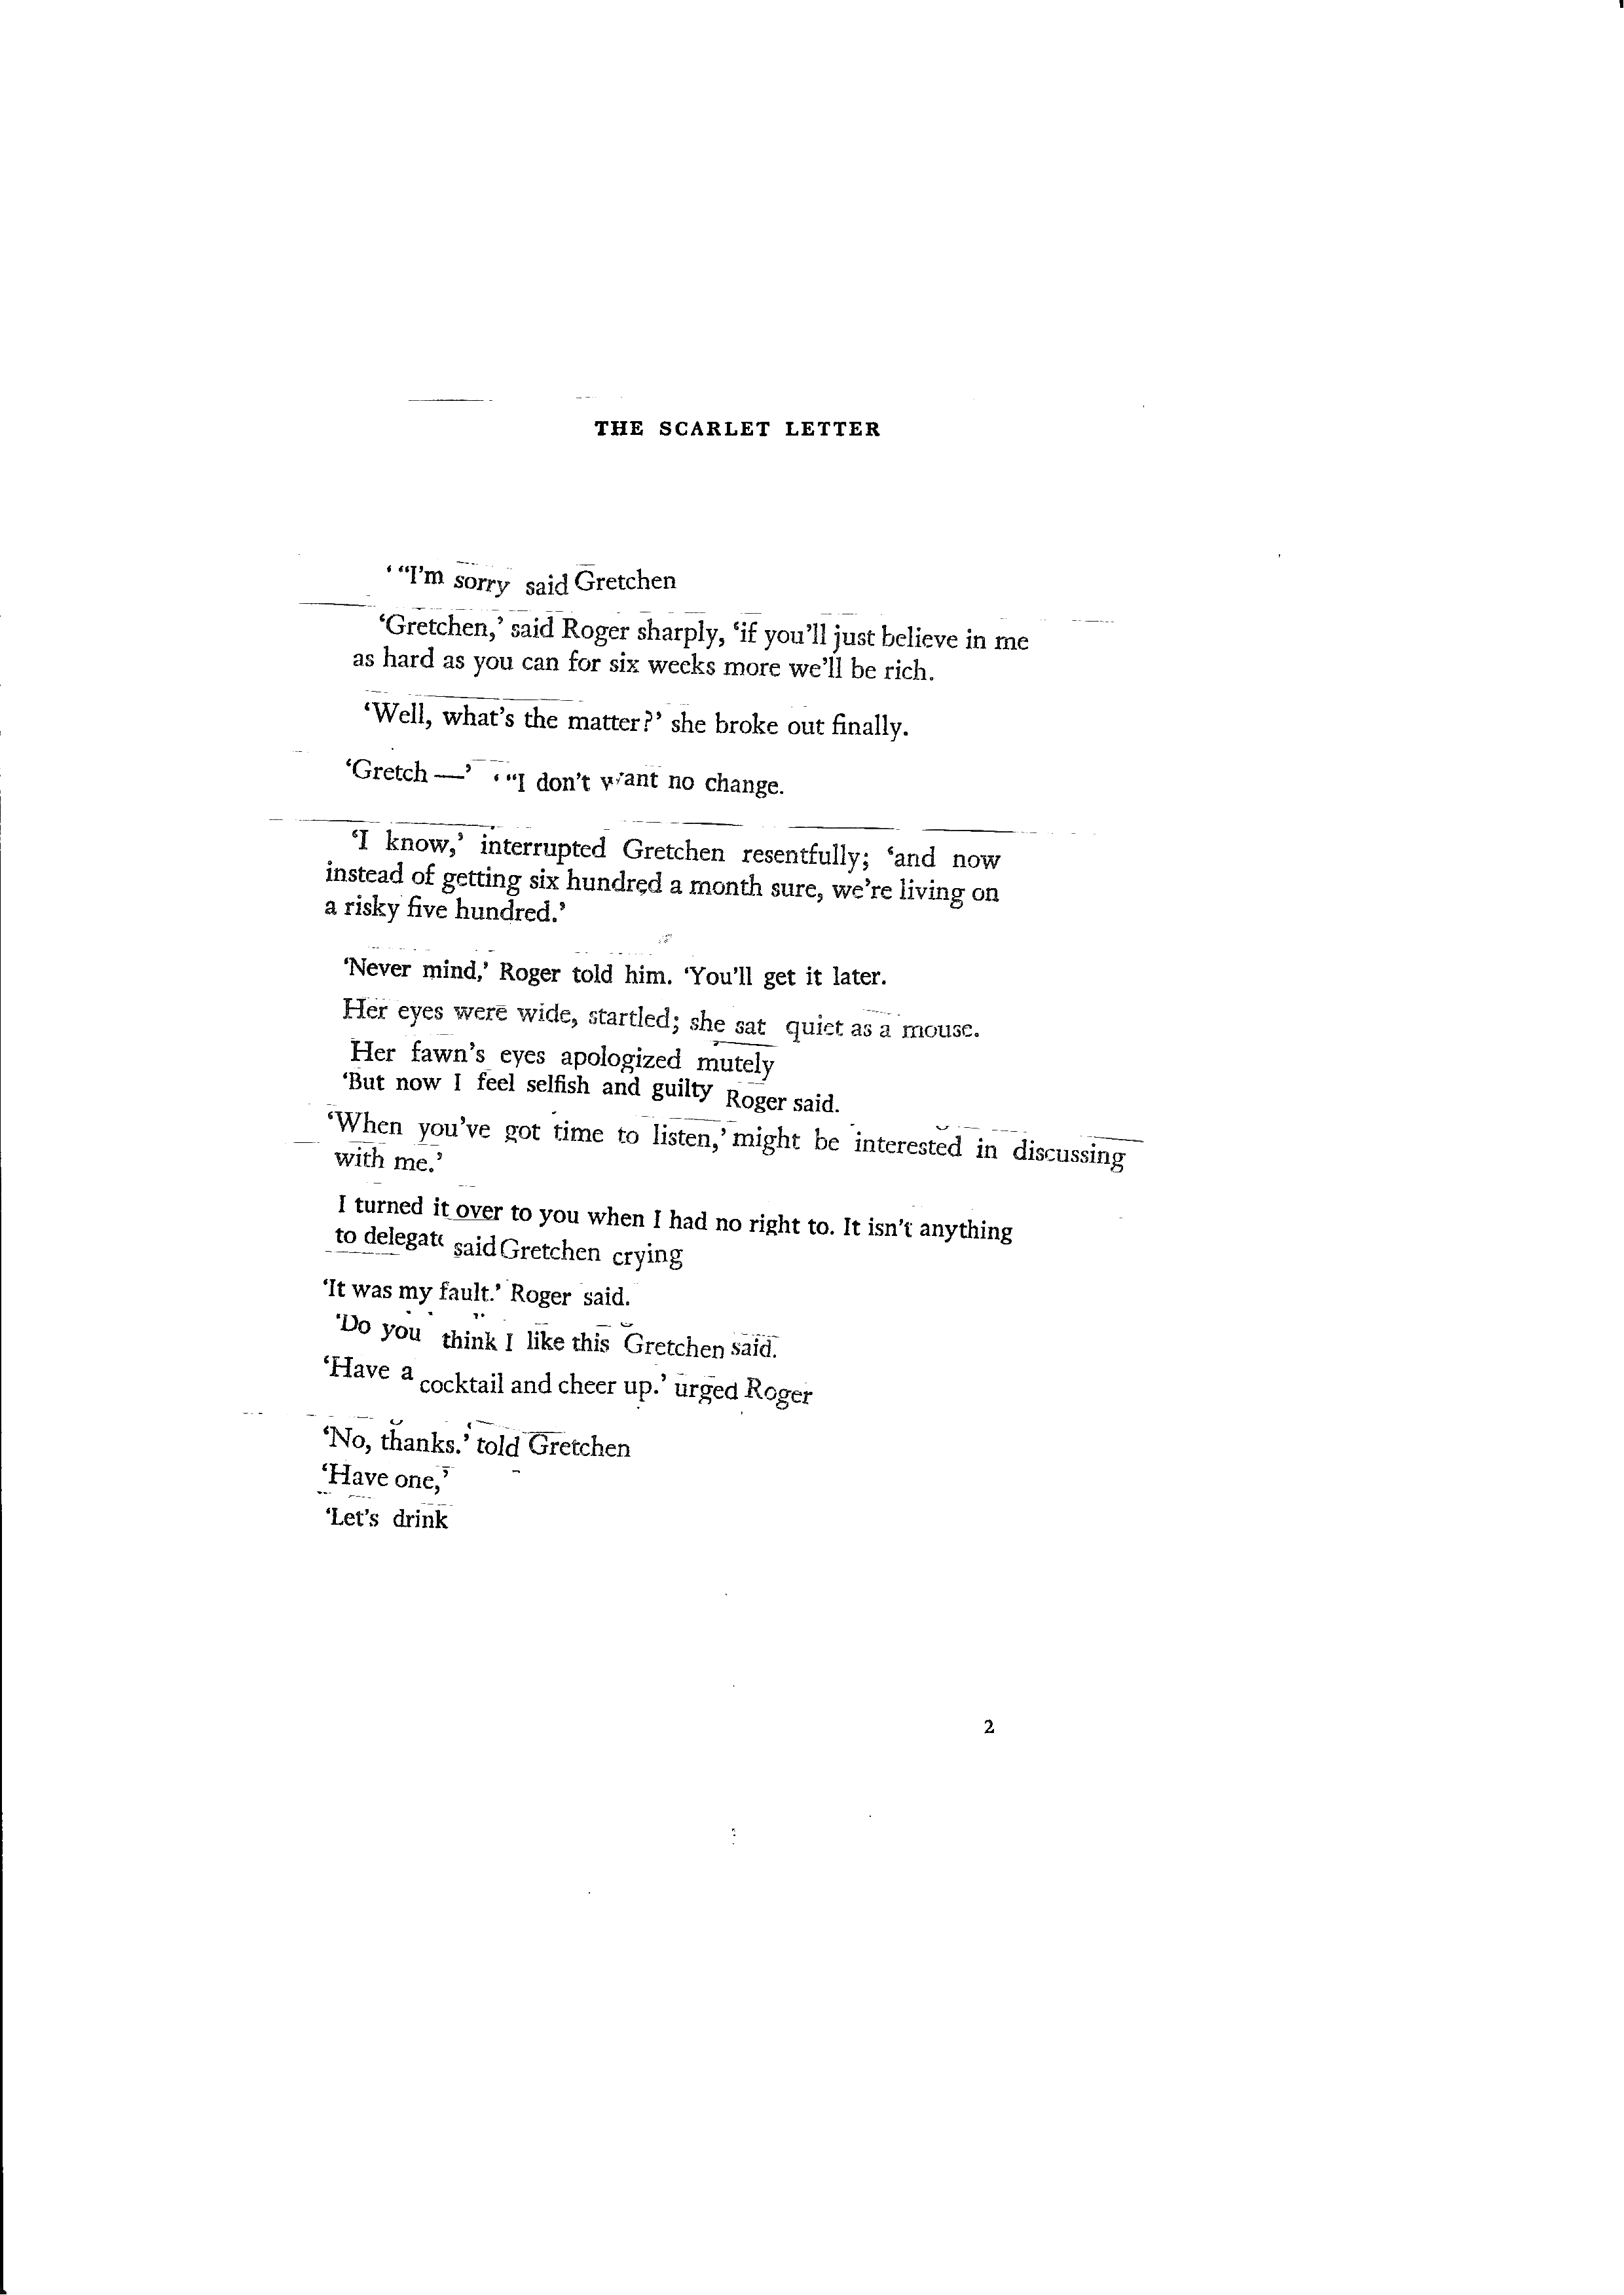 THE SCARLET LETTER
‘ “I'm sorry said Gretchen
‘Gretchen,’ said Roger sharply, ‘if you'll just believe in me
as hard as you can for six weeks more we'll be rich.
‘Well, what's the matter?’ she broke out finally.
‘Gretch —’ ‘ “I don't want no change.
‘I know,’ interrupted Gretchen resentfully; ‘and now
instead of getting six hundred a month sure, we're living on
a risky five hundred.’
‘Never mind,’ Roger told him. ‘You'll get it later.
Her eyes were wide, startled; she sat quiet as a mouse.
Her fawn's eyes apologized mutely
‘But now I feel selfish and guilty Roger said.
‘When you've got time to listen,’ might be interested in discussing
with me.’
I turned it over to you when I had no right to. It isn't anything
to delegate said Gretchen crying
‘It was my fault.’ Roger said.
‘Do you think I like this Gretchen said.
‘Have a cocktail and cheer up.’ urged Roger
‘No, thanks.’ told Gretchen
‘Have one,’
‘Let's drink
2